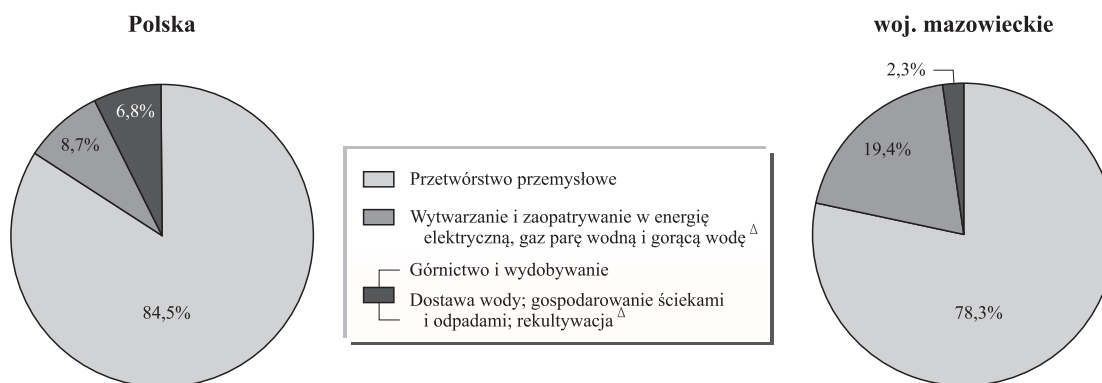 Polska
6,8%
8,7%
84,5%
Przetwórstwo przemysłowe
Wytwarzanie i zaopatrywanie w energię
elektryczną, gaz parę wodną i gorącą wodę Δ
Górnictwo i wydobywanie
Dostawa wody; gospodarowanie ściekami
i odpadami; rekultywacja Δ
woj. mazowieckie
2,3%
19,4%
78,3%